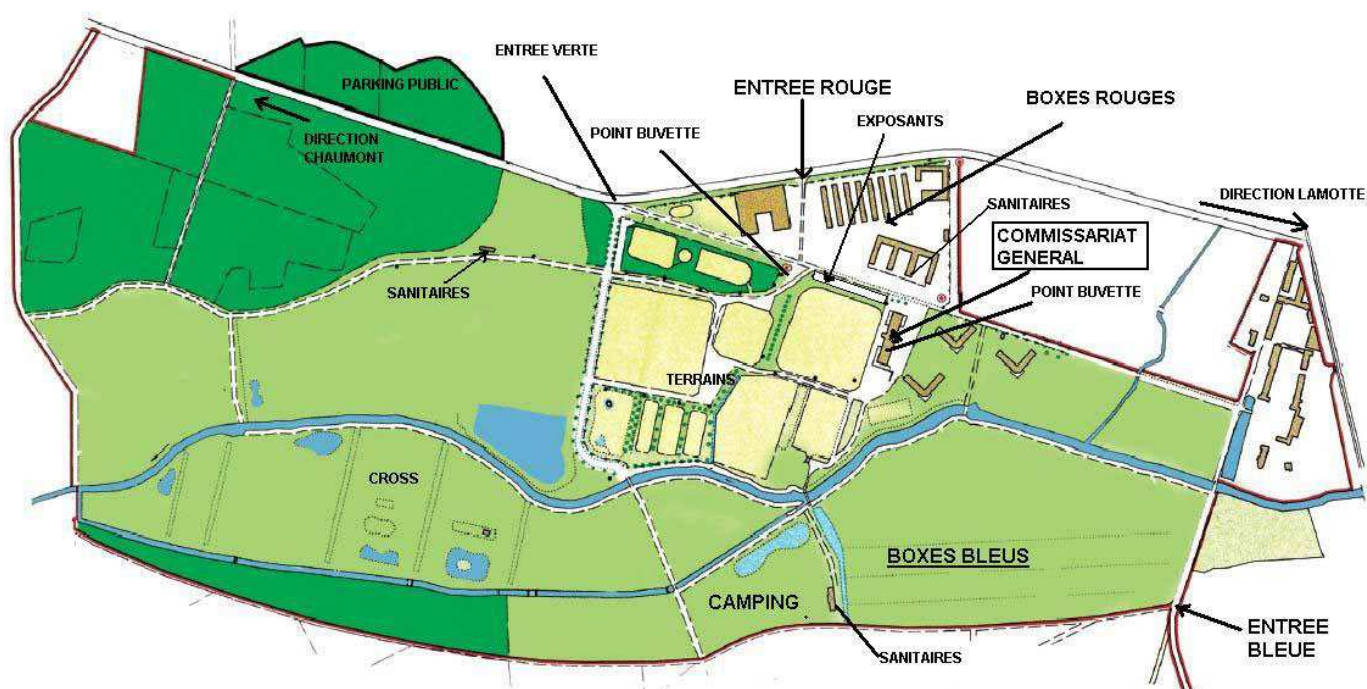 ENTREE VERTE
PARKING PUBLIC
ENTREE ROUGE
BOXES ROUGES
EXPOSANTS
POINT BUVETTE
DIRECTION
CHAUMONT
DIRECTION LAMOTTE
SANITAIRES
COMMISSARIAT
GENERAL
POINT BUVETTE
SANITAIRES
TERRAINS
CROSS
BOXES BLEUS
CAMPING
ENTREE
BLEUE
SANITAIRES